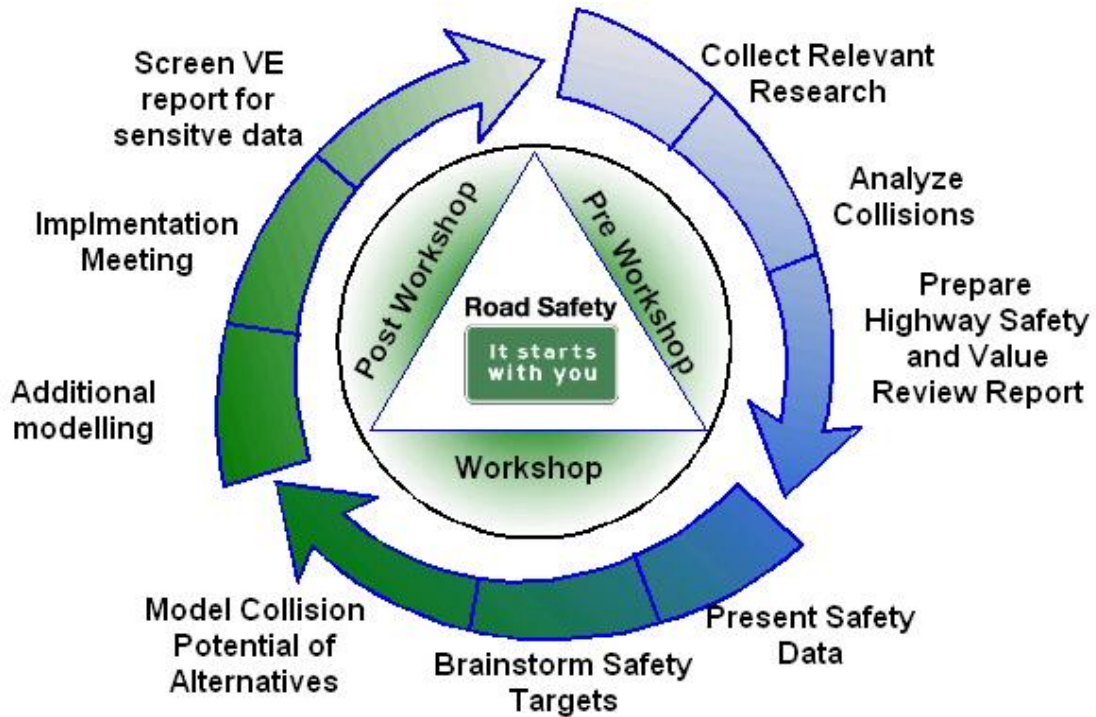 Collect Relevant
Research
Analyze
Collisions
Prepare
Highway Safety
and Value
Review Report
Present Safety
Data
Brainstorm Safety
Targets
Model Collision
Potential of
Alternatives
Additional
modelling
Implmentation
Meeting
Screen VE
report for
sensitve data
Pre Workshop
Workshop
Post Workshop
Road Safety
It starts
with you